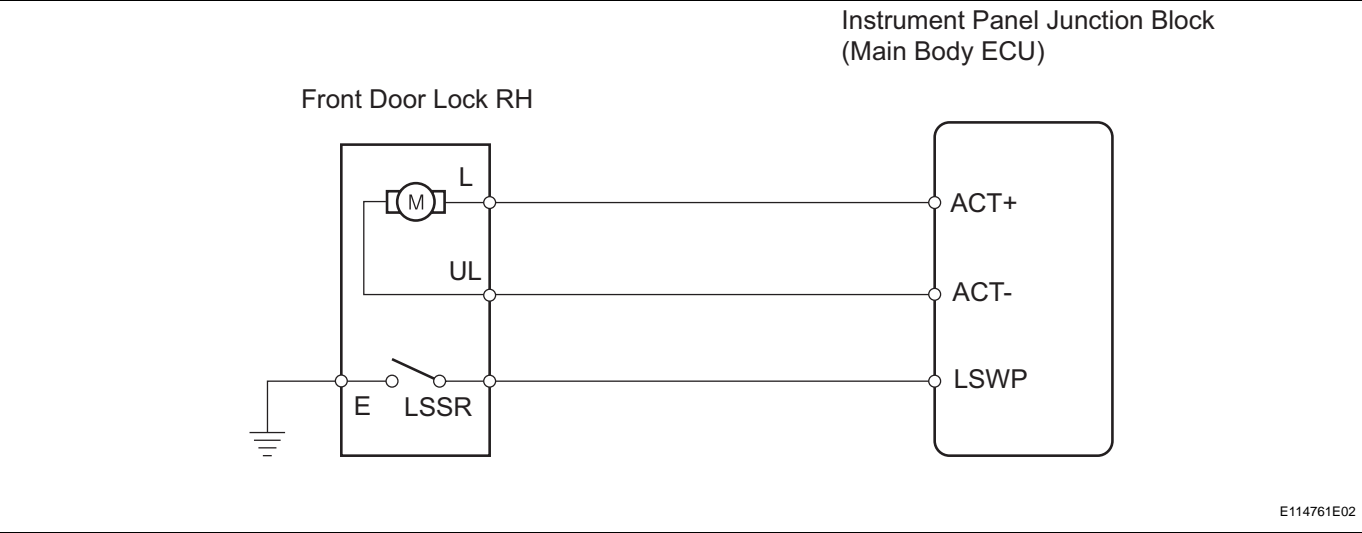 Instrument Panel Junction Block
(Main Body ECU)
Front Door Lock RH
L
M
ACT+
UL
ACT-
LSWP
E
LSSR
E114761E02